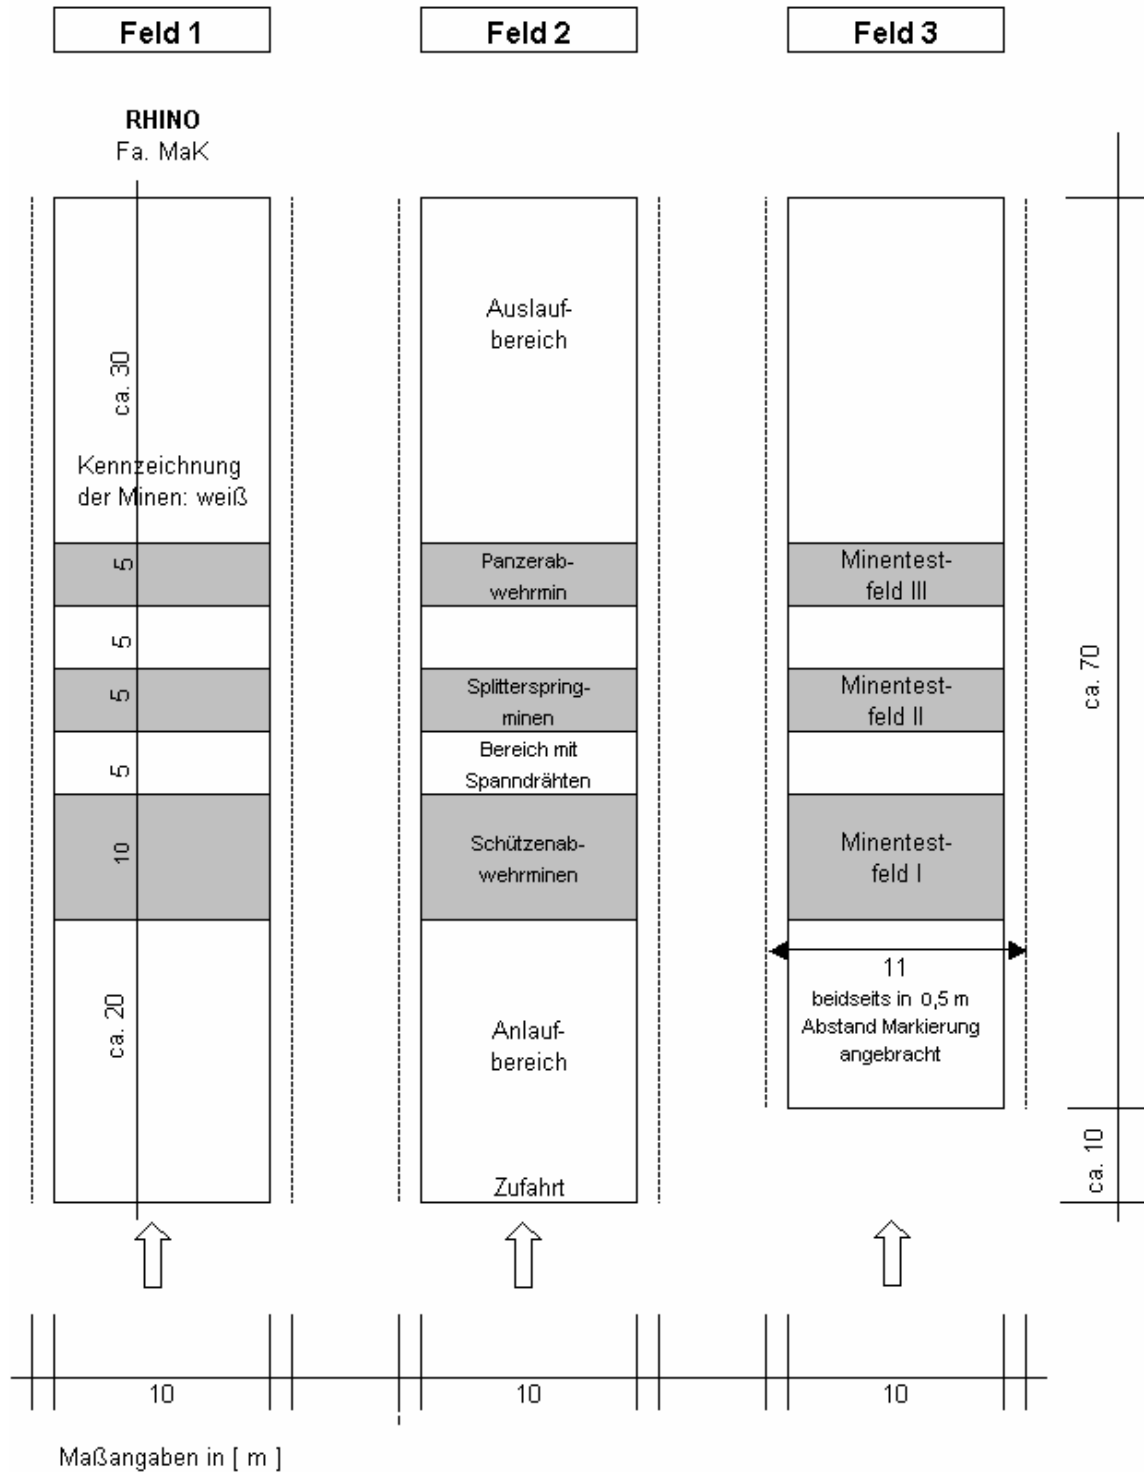 Feld 1
Feld 2
Feld 3
RHINO
Fa. MaK
ca. 30
Kennzeichnung
der Minen: weiß
5
5
5
5
10
ca. 20
Auslauf-
bereich
Panzerab-
wehrmin
Splitterspring-
minen
Bereich mit
Spanndrähten
Schützenab-
wehrminen
Anlauf-
bereich
Zufahrt
Minentest-
feld III
Minentest-
feld II
Minentest-
feld I
11
beidseits in 0,5 m
Abstand Markierung
angebracht
ca. 70
ca. 10
10
10
10
Maßangaben in [ m ]